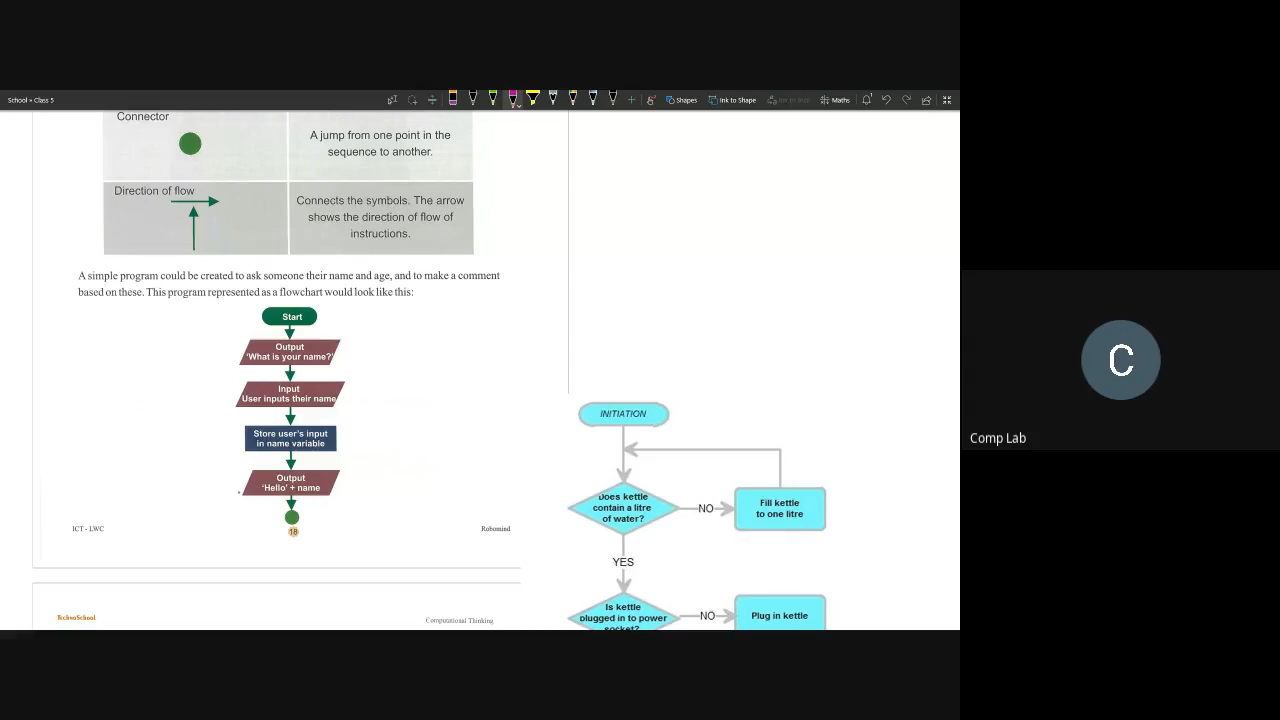 School > Class 5
Shapes
Ink to Shape
Maths
Connector
A jump from one point in the
sequence to another.
Direction of flow
Connects the symbols. The arrow
shows the direction of flow of
instructions.
A simple program could be created to ask someone their name and age, and to make a comment
based on these. This program represented as a flowchart would look like this:
Start
Output
‘What is your name?’
Input
User inputs their name
Store user’s input
in name variable
Output
‘Hello’ + name
ICT - LWC
18
Robomind
TechnoSchool
Computational Thinking
INITIATION
Does kettle
contain a litre
of water?
NO
Fill kettle
to one litre
YES
Is kettle
plugged in to power
socket?
NO
Plug in kettle
C
Comp Lab